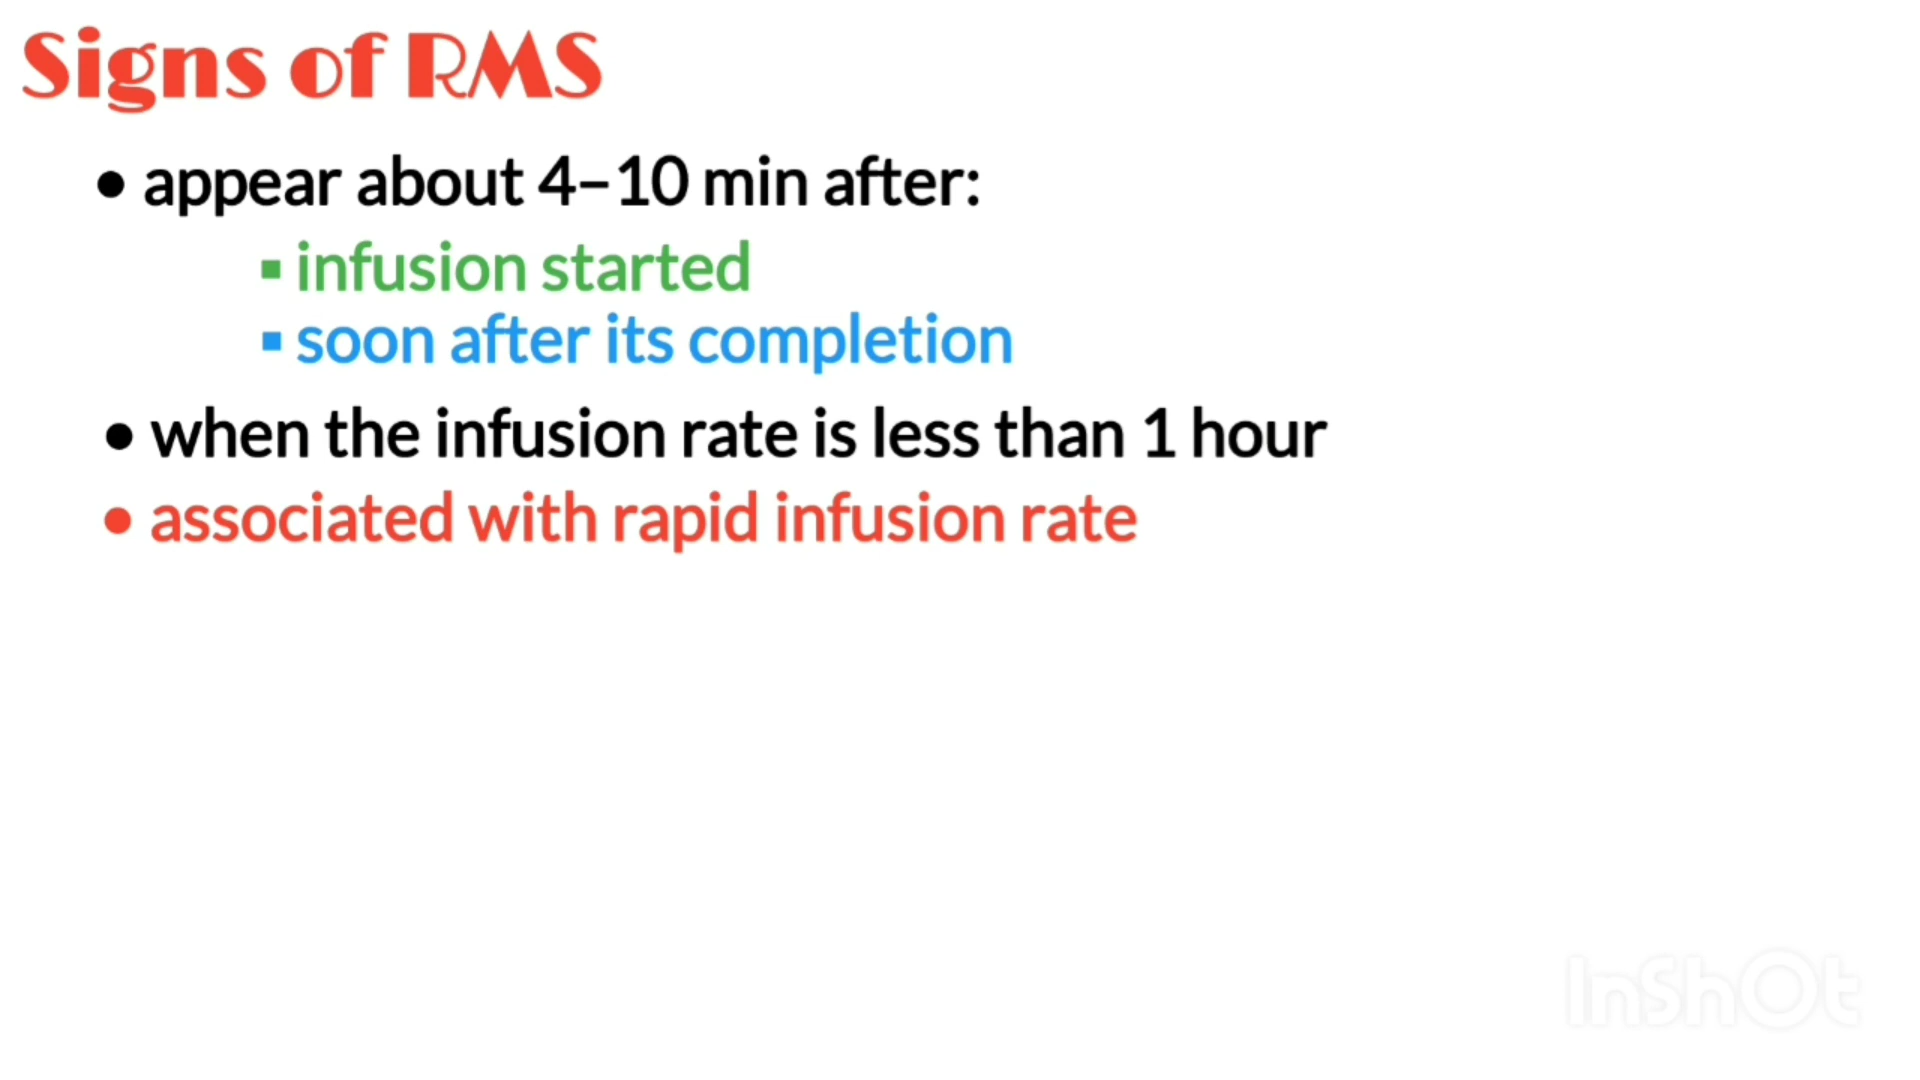 Signs of RMS
• appear about 4–10 min after:
▪ infusion started
▪ soon after its completion
• when the infusion rate is less than 1 hour
• associated with rapid infusion rate
InShOt